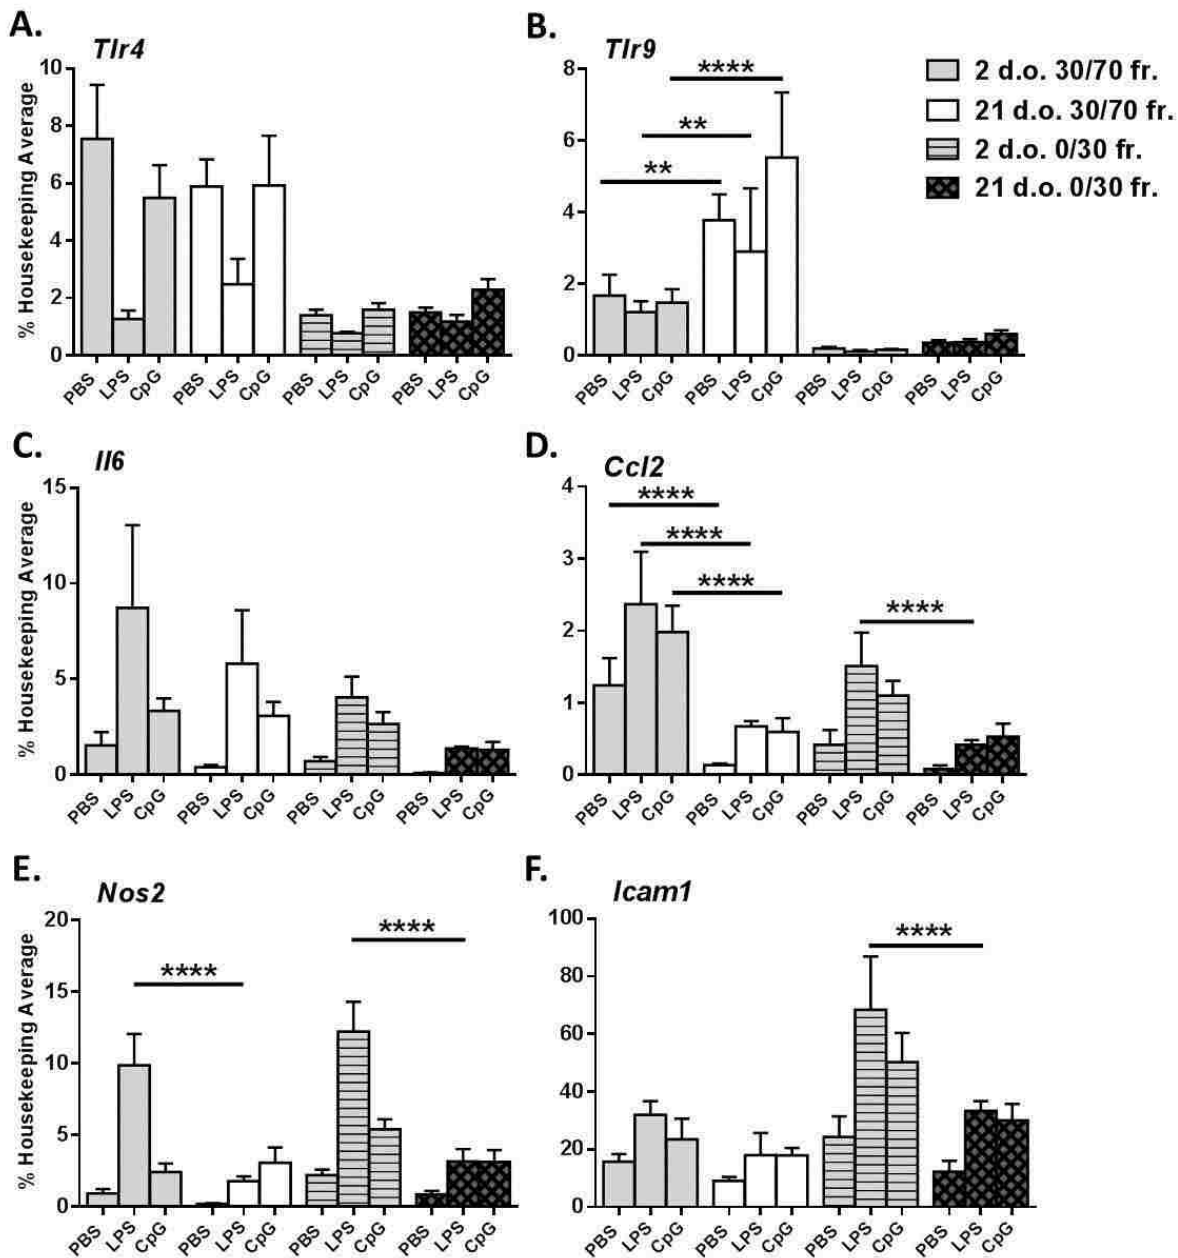 A.
Tlr4
% Housekeeping Average
10
8
6
4
2
0
PBS LPS CpG PBS LPS CpG PBS LPS CpG PBS LPS CpG
B.
Tlr9
8
6
4
2
0
****
**
**
PBS LPS CpG PBS LPS CpG PBS LPS CpG PBS LPS CpG
2 d.o. 30/70 fr.
21 d.o. 30/70 fr.
2 d.o. 0/30 fr.
21 d.o. 0/30 fr.
C.
Il6
% Housekeeping Average
15
10
5
0
PBS LPS CpG PBS LPS CpG PBS LPS CpG PBS LPS CpG
D.
Ccl2
4
3
2
1
0
****
****
****
****
PBS LPS CpG PBS LPS CpG PBS LPS CpG PBS LPS CpG
E.
Nos2
% Housekeeping Average
20
15
10
5
0
****
****
PBS LPS CpG PBS LPS CpG PBS LPS CpG PBS LPS CpG
F.
Icam1
100
80
60
40
20
0
****
PBS LPS CpG PBS LPS CpG PBS LPS CpG PBS LPS CpG